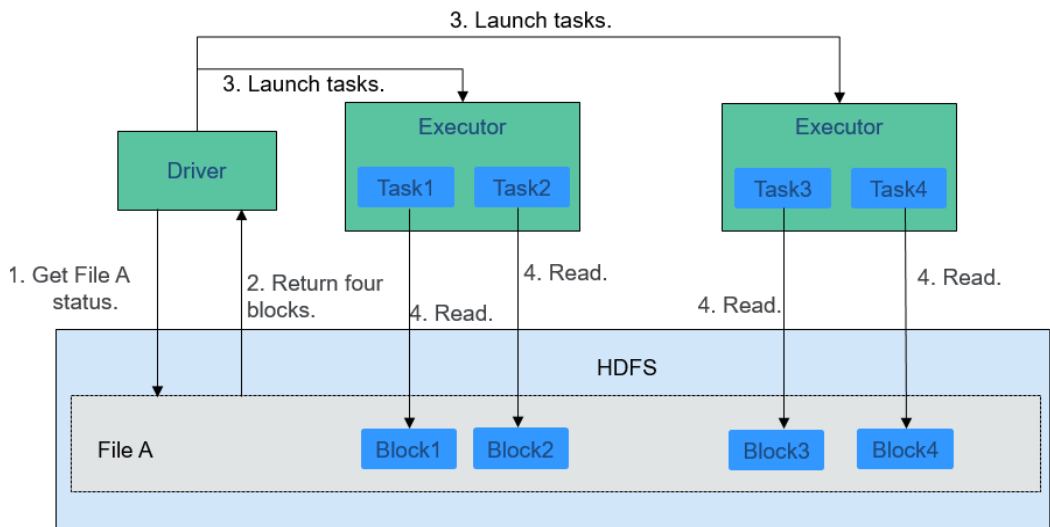 3. Launch tasks.
3. Launch tasks.
Executor
Executor
Driver
Task1
Task2
Task3
Task4
1. Get File A
status.
2. Return four
blocks.
4. Read.
4. Read.
4. Read.
4. Read.
HDFS
File A
Block1
Block2
Block3
Block4